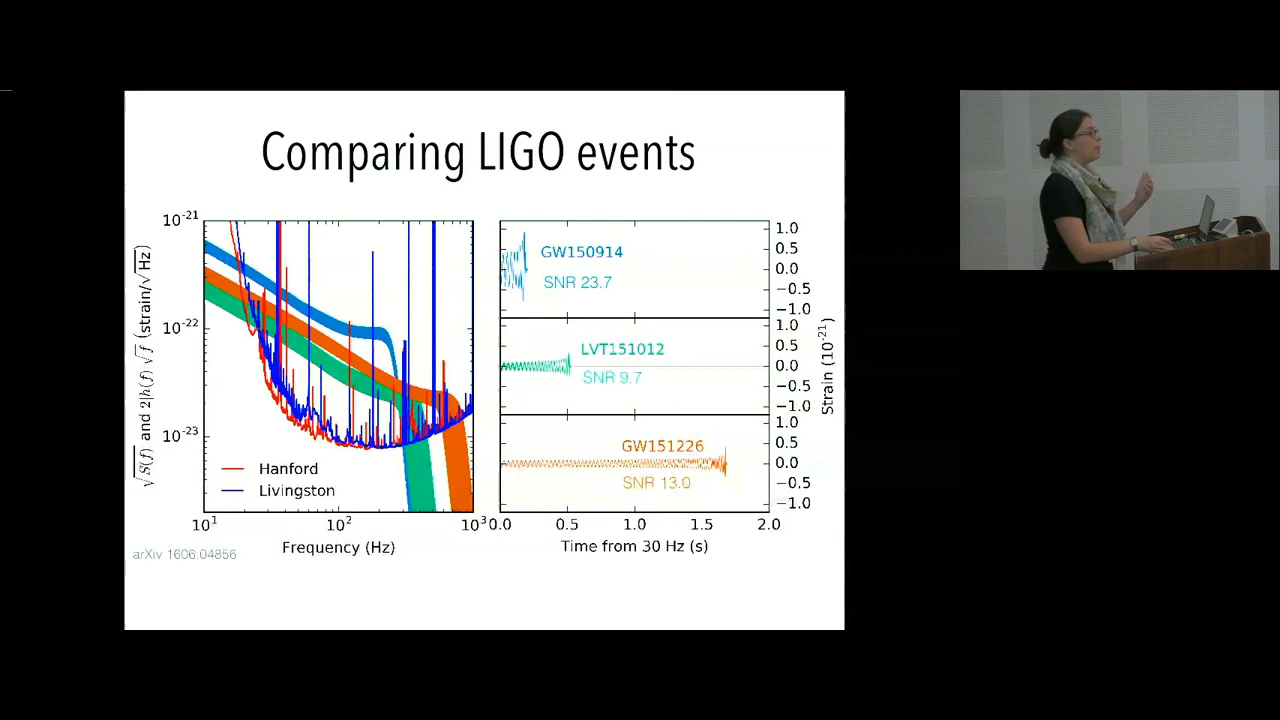 Comparing LIGO events
√S(f) and 2|h(f)|√f (strain/√Hz)
10⁻²¹
10⁻²²
10⁻²³
Hanford
Livingston
10¹
10²
10³
Frequency (Hz)
arXiv 1606.04856
GW150914
SNR 23.7
1.0
0.5
0.0
−0.5
−1.0
LVT151012
SNR 9.7
1.0
0.5
0.0
−0.5
−1.0
GW151226
SNR 13.0
1.0
0.5
0.0
−0.5
−1.0
Strain (10⁻²¹)
0.0 0.5 1.0 1.5 2.0
Time from 30 Hz (s)